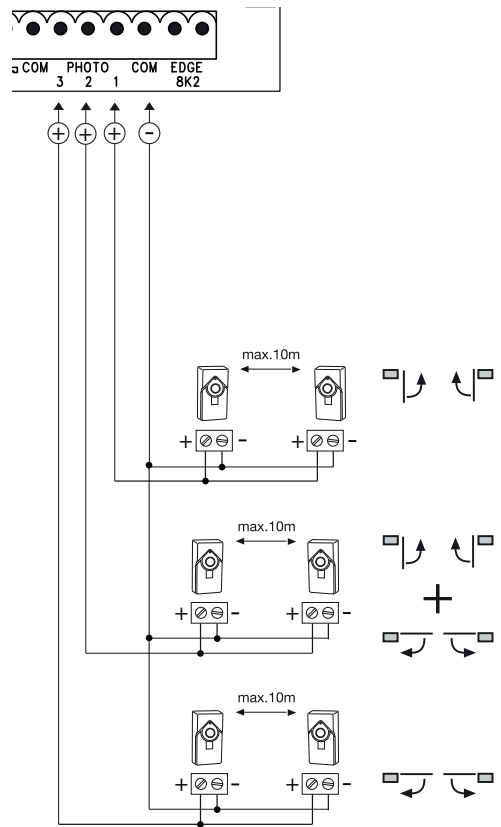 COM PHOTO COM EDGE
3 2 1 8K2
+ + + -
max.10m
+ - + -
max.10m
+ - + -
+
max.10m
+ - + -